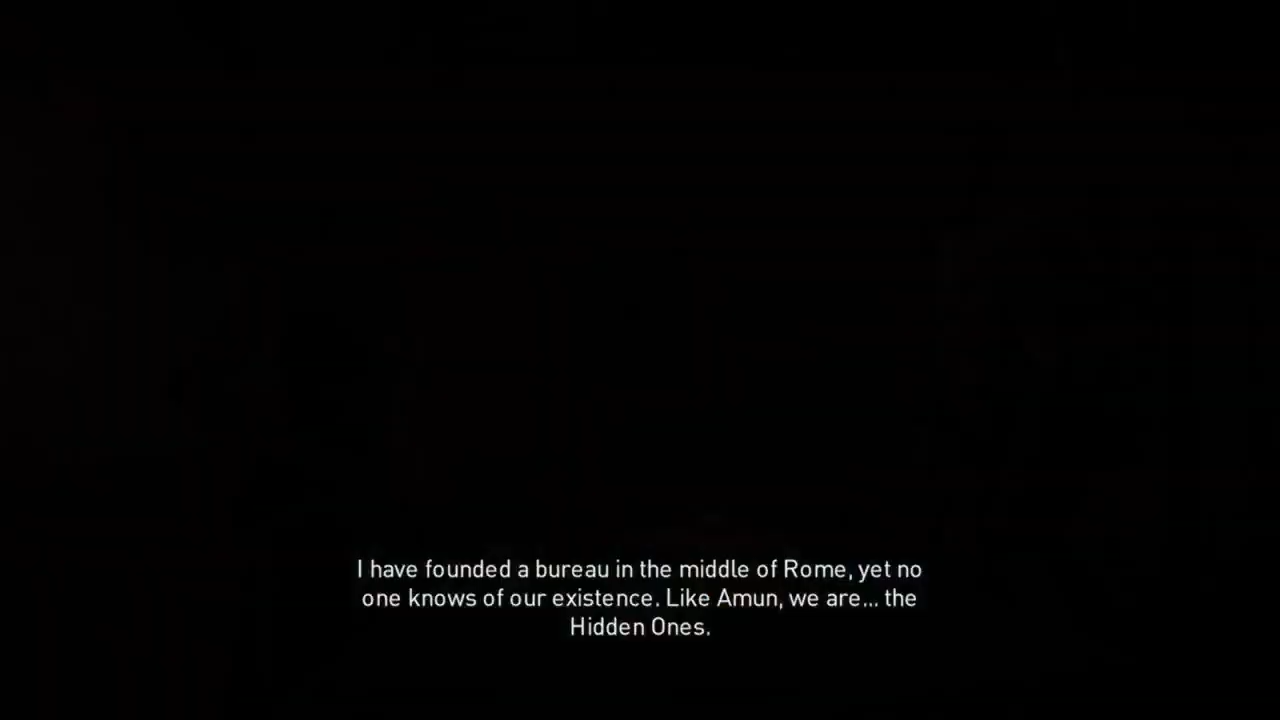 I have founded a bureau in the middle of Rome, yet no
one knows of our existence. Like Amun, we are... the
Hidden Ones.